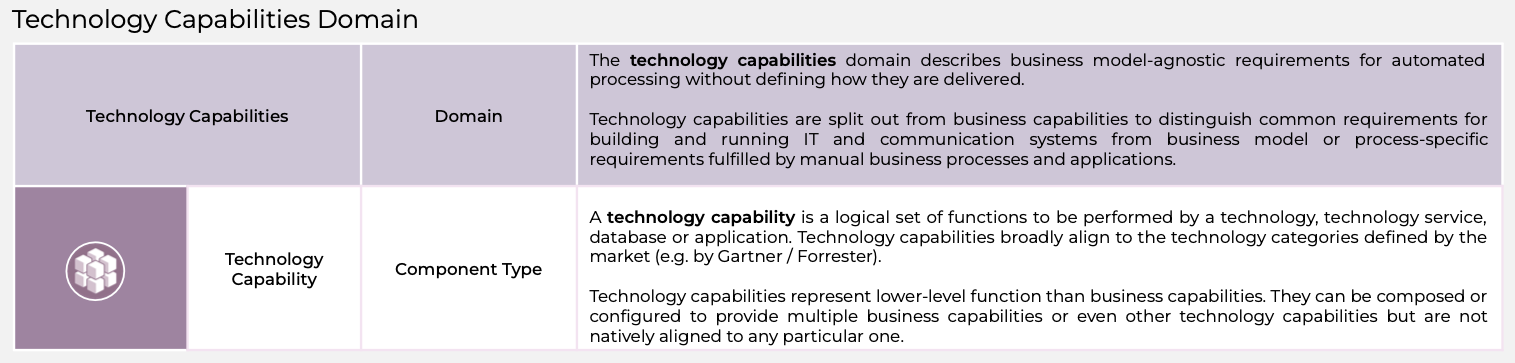 Technology Capabilities Domain
Technology Capabilities
Domain
The technology capabilities domain describes business model-agnostic requirements for automated
processing without defining how they are delivered.
Technology capabilities are split out from business capabilities to distinguish common requirements for
building and running IT and communication systems from business model or process-specific
requirements fulfilled by manual business processes and applications.
Technology
Capability
Component Type
A technology capability is a logical set of functions to be performed by a technology, technology service,
database or application. Technology capabilities broadly align to the technology categories defined by the
market (e.g. by Gartner / Forrester).
Technology capabilities represent lower-level function than business capabilities. They can be composed or
configured to provide multiple business capabilities or even other technology capabilities but are not
natively aligned to any particular one.